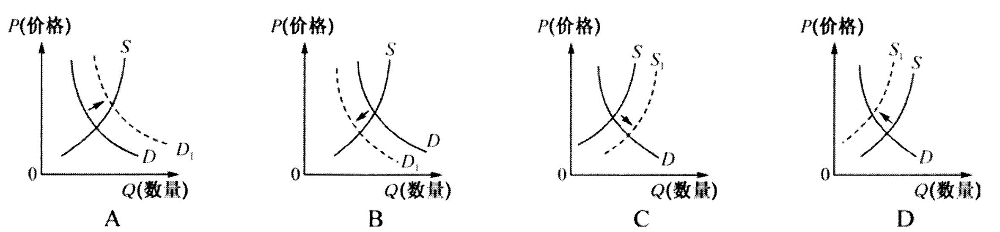 P(价格) P(价格) P(价格) P(价格)
S S S S₁ S₁ S
D D₁ D D₁ D D
0 0 0 0
Q(数量) Q(数量) Q(数量) Q(数量)
A B C D